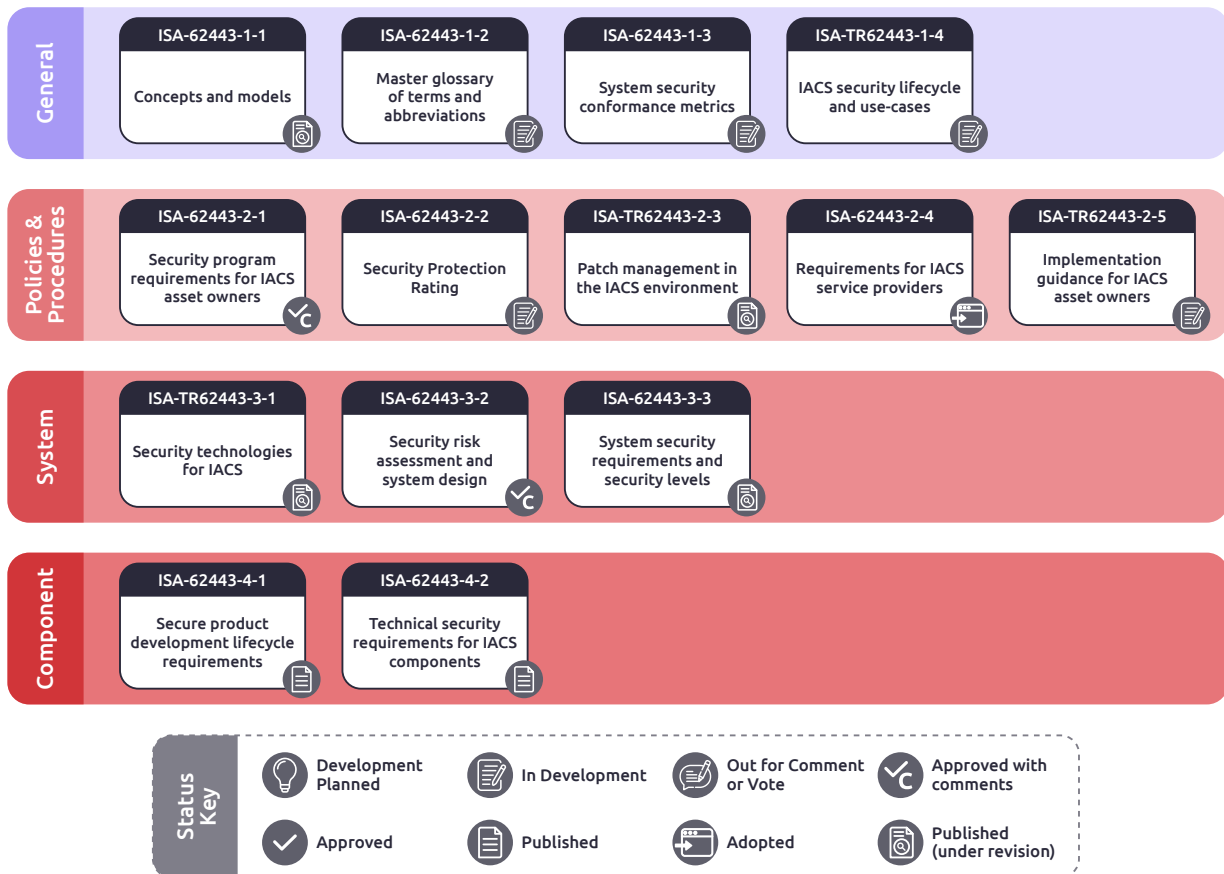 General
ISA-62443-1-1
Concepts and models
ISA-62443-1-2
Master glossary
of terms and
abbreviations
ISA-62443-1-3
System security
conformance metrics
ISA-TR62443-1-4
IACS security lifecycle
and use-cases
Policies &
Procedures
ISA-62443-2-1
Security program
requirements for IACS
asset owners
C
ISA-62443-2-2
Security Protection
Rating
ISA-TR62443-2-3
Patch management in
the IACS environment
ISA-62443-2-4
Requirements for IACS
service providers
ISA-TR62443-2-5
Implementation
guidance for IACS
asset owners
System
ISA-TR62443-3-1
Security technologies
for IACS
ISA-62443-3-2
Security risk
assessment and
system design
C
ISA-62443-3-3
System security
requirements and
security levels
Component
ISA-62443-4-1
Secure product
development lifecycle
requirements
ISA-62443-4-2
Technical security
requirements for IACS
components
Status
Key
Development
Planned
In Development
Out for Comment
or Vote
C
Approved with
comments
Approved
Published
Adopted
Published
(under revision)